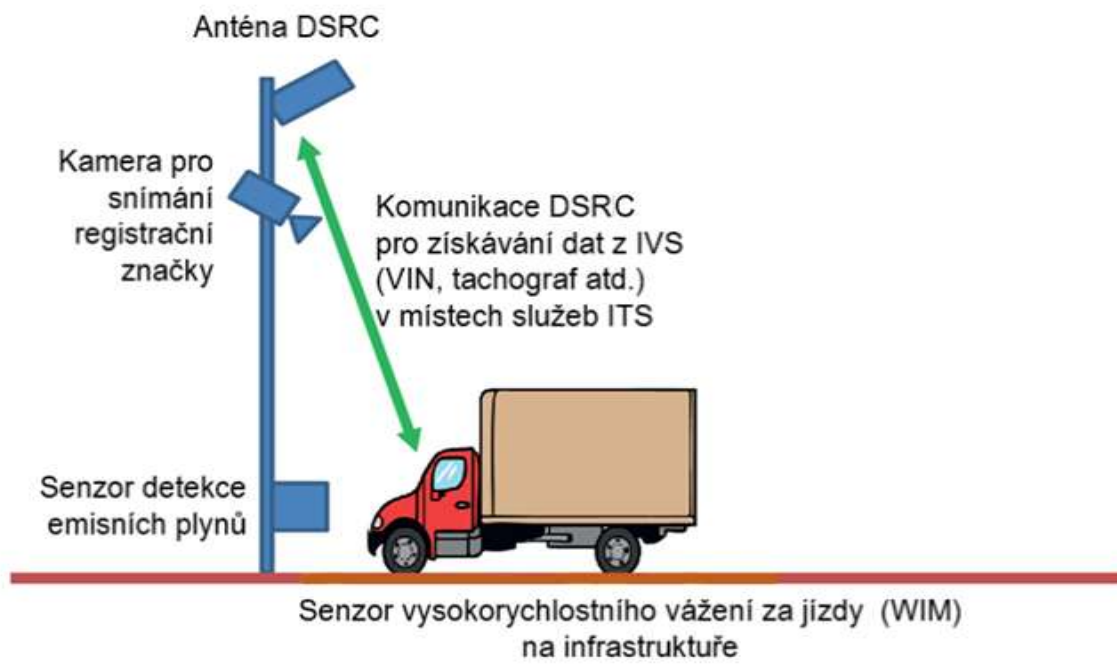 Anténa DSRC
Kamera pro
snímání
registrační
značky
Komunikace DSRC
pro získávání dat z IVS
(VIN, tachograf atd.)
v místech služeb ITS
Senzor detekce
emisních plynů
Senzor vysokorychlostního vážení za jízdy (WIM)
na infrastruktuře